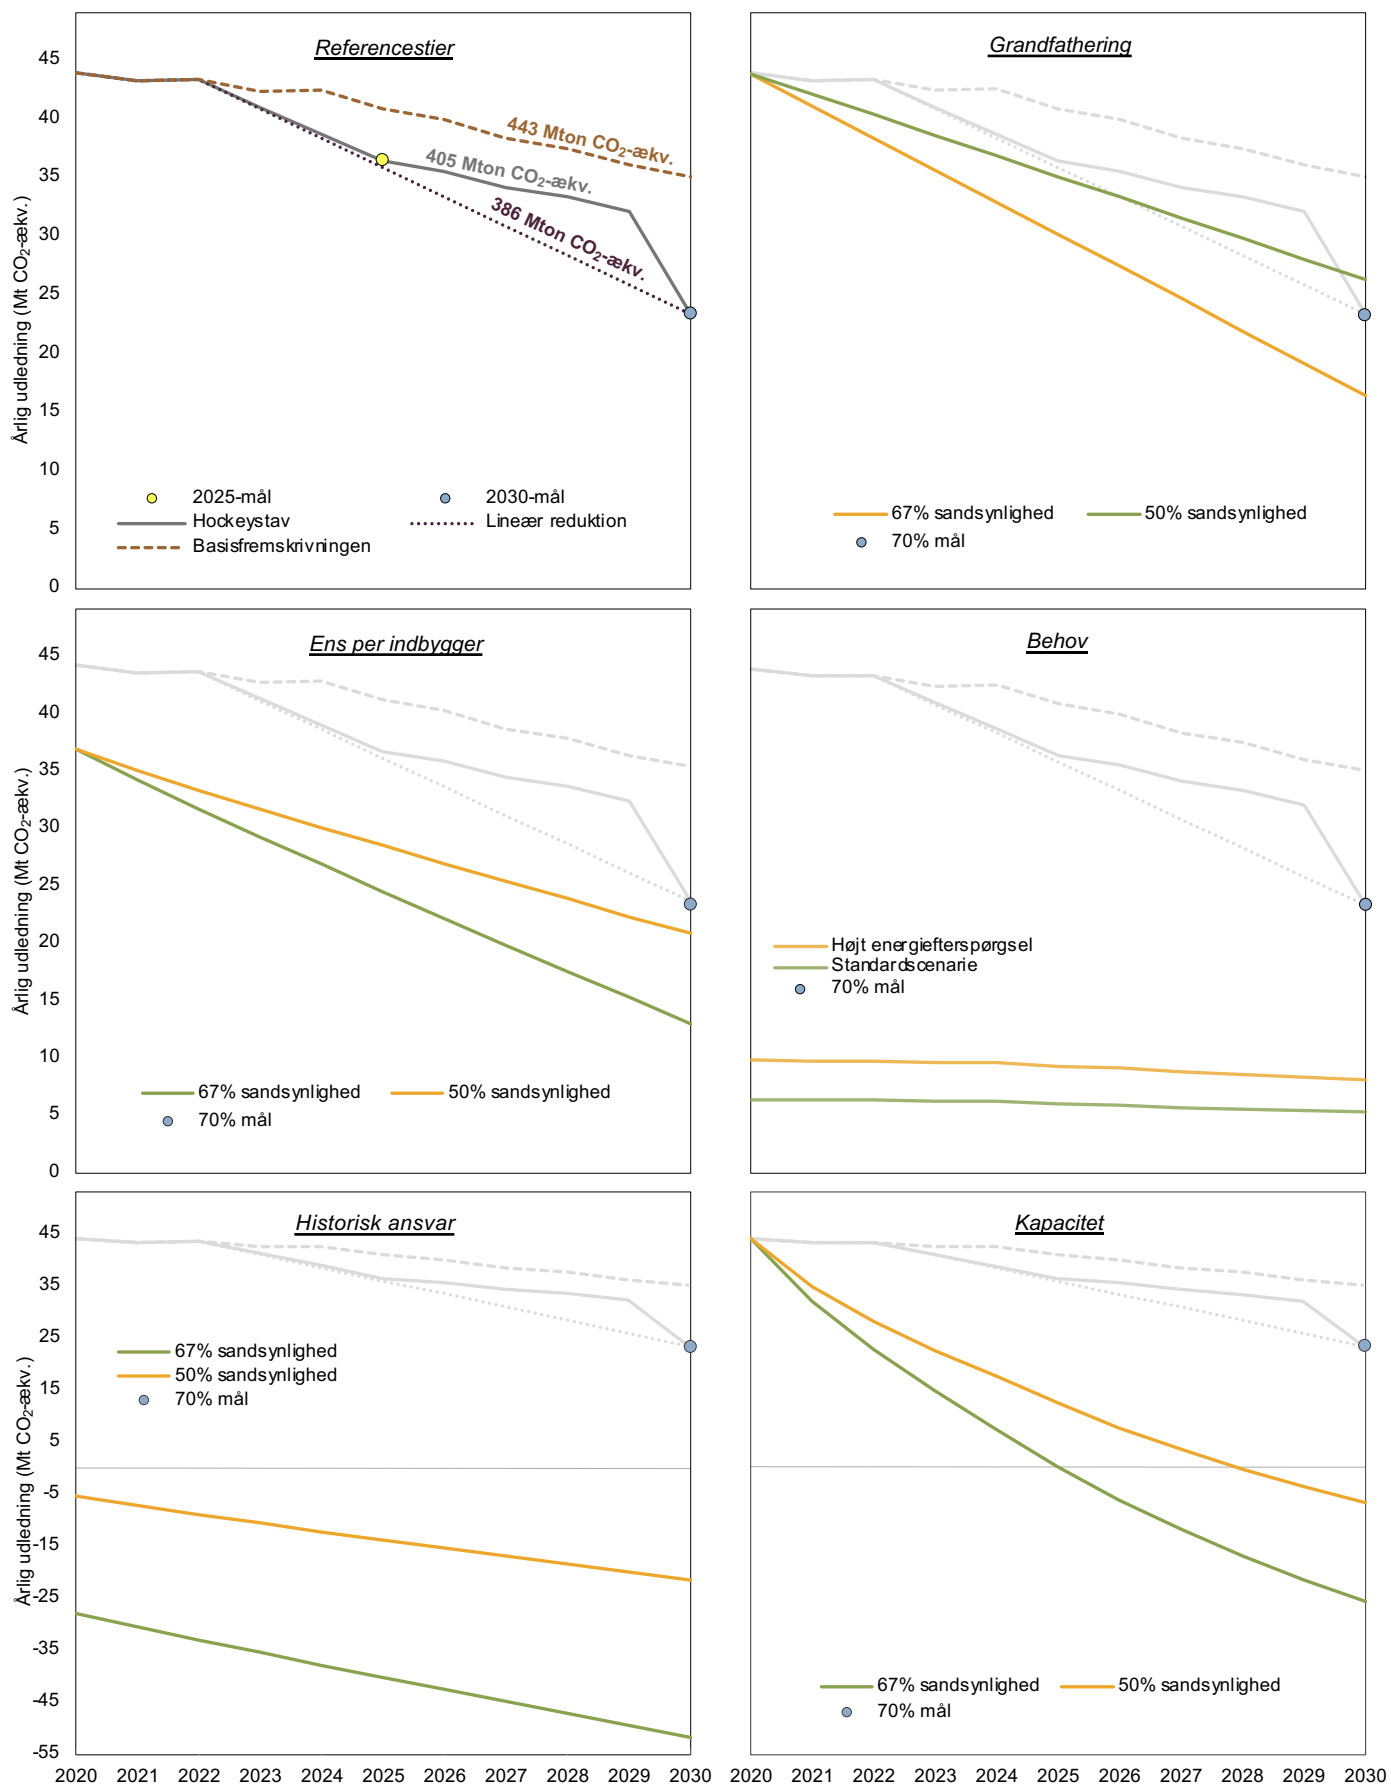 Referencestier
45
40
35
30
25
20
15
10
5
0
Årlig udledning (Mt CO₂-ækv.)
443 Mton CO₂-ækv.
405 Mton CO₂-ækv.
386 Mton CO₂-ækv.
2025-mål
2030-mål
Hockeystav
Lineær reduktion
Basisfremskrivningen
Grandfathering
67% sandsynlighed
50% sandsynlighed
70% mål
Ens per indbygger
45
40
35
30
25
20
15
10
5
0
Årlig udledning (Mt CO₂-ækv.)
67% sandsynlighed
50% sandsynlighed
70% mål
Behov
Højt energiefterspørgsel
Standardscenarie
70% mål
Historisk ansvar
45
35
25
15
5
-5
-15
-25
-35
-45
-55
Årlig udledning (Mt CO₂-ækv.)
67% sandsynlighed
50% sandsynlighed
70% mål
2020 2021 2022 2023 2024 2025 2026 2027 2028 2029 2030
Kapacitet
67% sandsynlighed
50% sandsynlighed
70% mål
2020 2021 2022 2023 2024 2025 2026 2027 2028 2029 2030